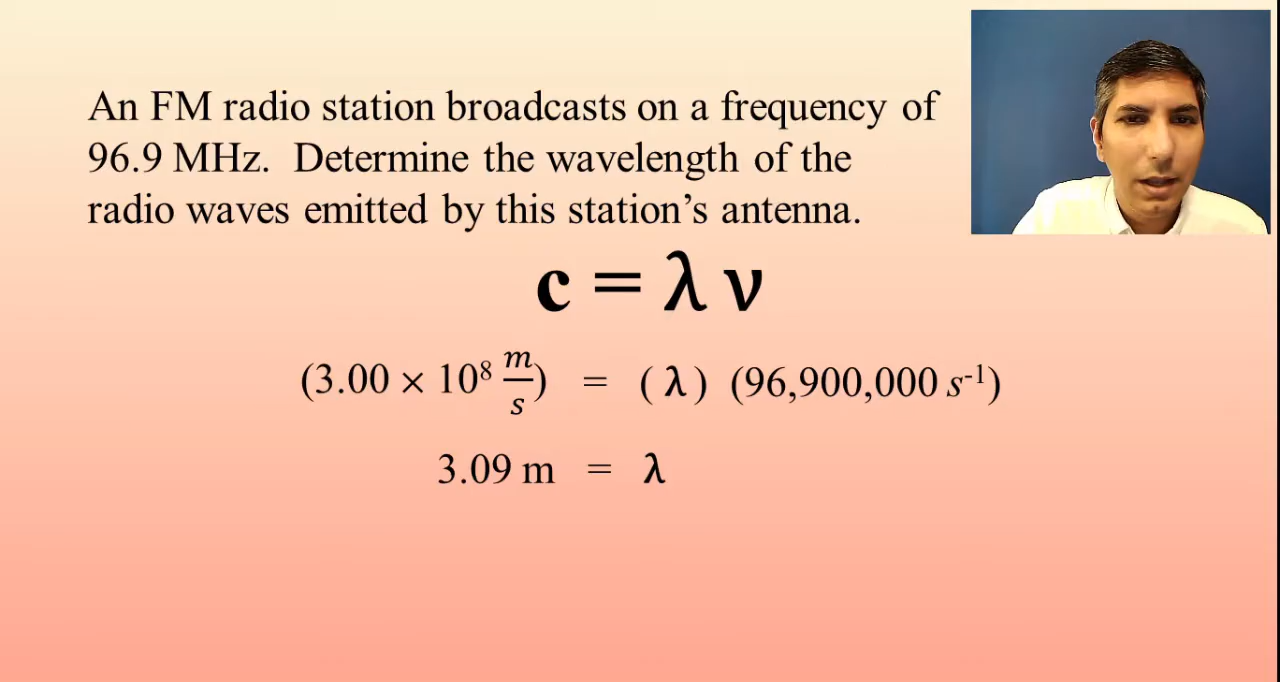 An FM radio station broadcasts on a frequency of
96.9 MHz. Determine the wavelength of the
radio waves emitted by this station’s antenna.
c = λ ν
(3.00 × 10⁸ m/s) = ( λ ) (96,900,000 s⁻¹)
3.09 m = λ